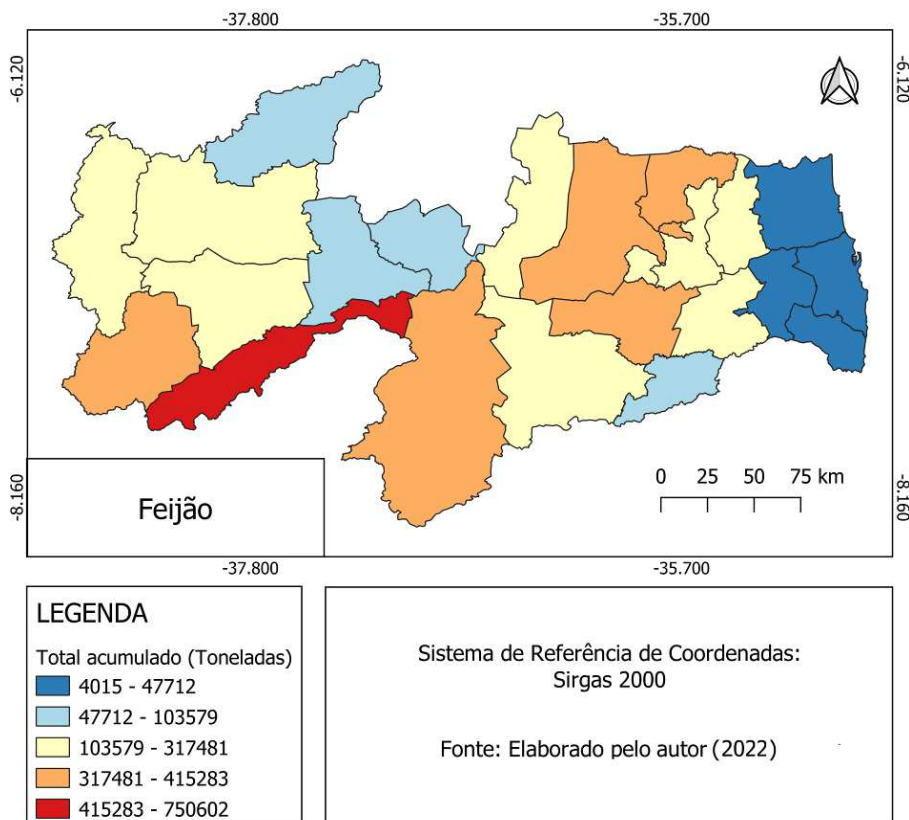 -37.800 -35.700
-6.120 -6.120
-8.160 -8.160
0 25 50 75 km
Feijão
-37.800 -35.700
LEGENDA
Total acumulado (Toneladas)
4015 - 47712
47712 - 103579
103579 - 317481
317481 - 415283
415283 - 750602
Sistema de Referência de Coordenadas:
Sirgas 2000
Fonte: Elaborado pelo autor (2022)